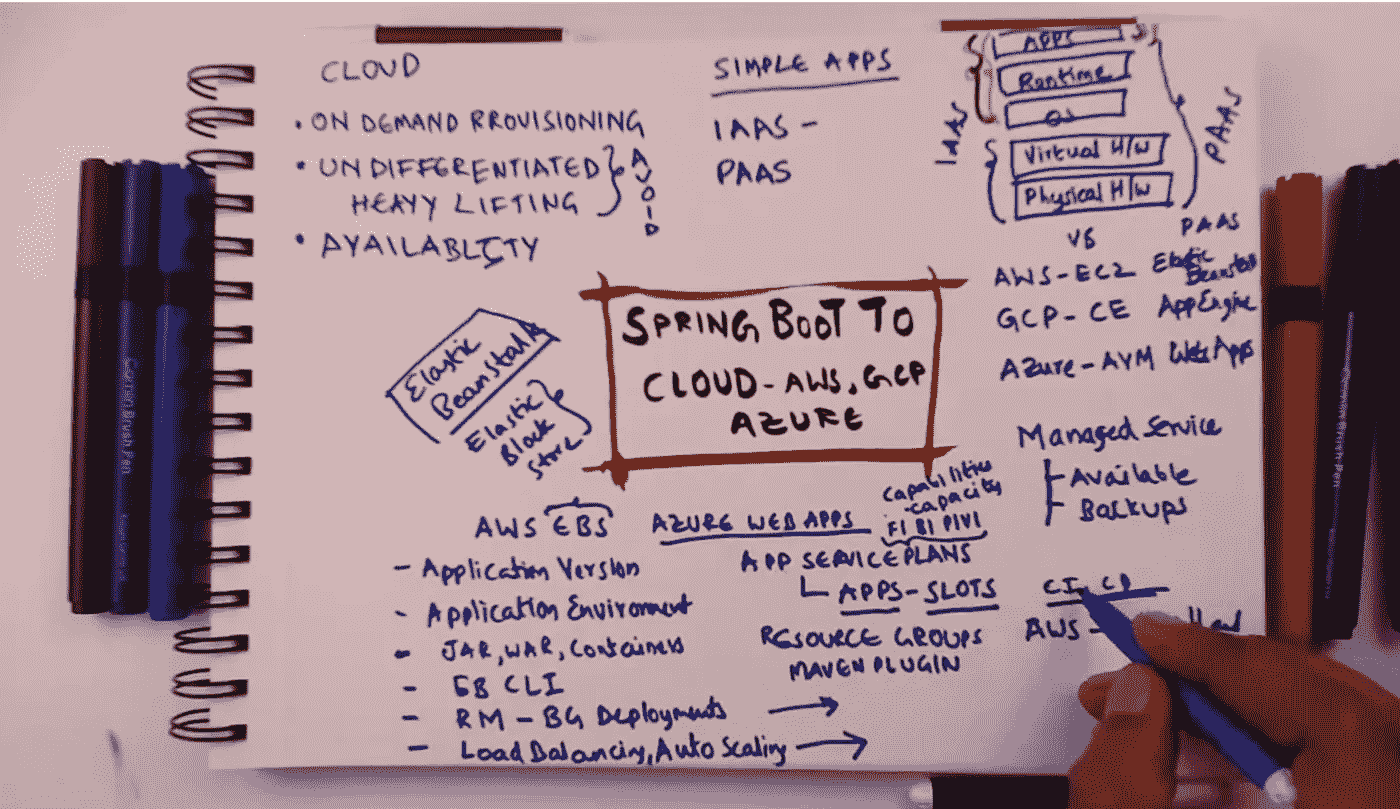 CLOUD
• ON DEMAND RROVISIONING
• UNDIFFERENTIATED
HEAVY LIFTING
AVOID
• AVAILABLITY
SIMPLE APPS
IAAS -
PAAS
APPS
Runtime
OS
Virtual H/W
Physical H/W
IAAS
PAAS
VS
PAAS
AWS-EC2 Elastic Beanstalk
GCP-CE AppEngine
AZure-AVM WebApps
SPRING BOOT TO
CLOUD-AWS, GCP
AZURE
Elastic
Beanstalk
Elastic
Block
Store
Managed Service
Available
Backups
AWS EBS
- Application Version
- Application Environment
- JAR, WAR, Containers
- EB CLI
- RM - BG Deployments →
- Load Balancing, Auto Scaling →
AZURE WEB APPS
Capabilities
-capacity
F1 B1 P1V1
APP SERVICE PLANS
APPS-SLOTS
RESOURCE GROUPS
MAVEN PLUGIN
CI CD
AWS -